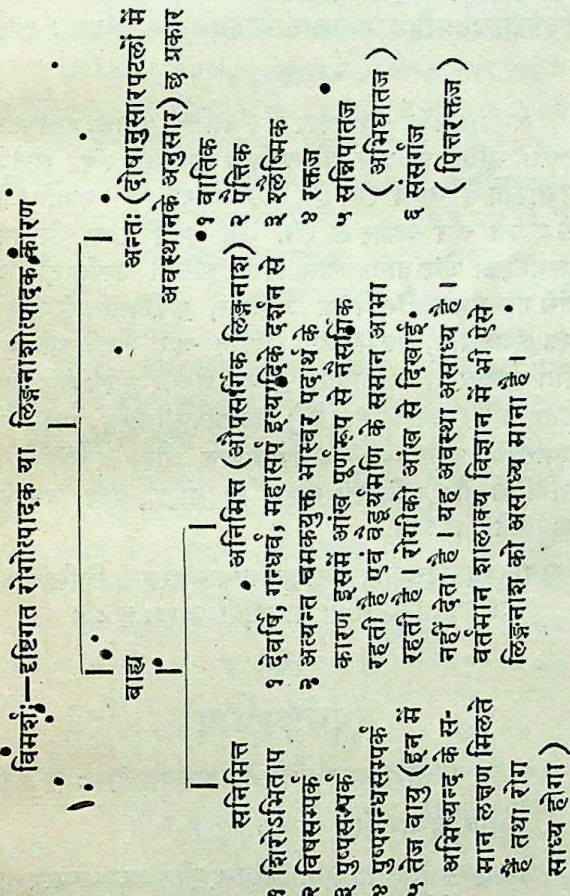 विमर्शः—दृष्टिगत रोगोत्पादक या लिङ्गनाशोत्पादक कारण
बाह्य
सनिमित्त
१ शिरोऽभिताप
२ विषसम्पर्क
३ पुष्पसम्पर्क
४ पुष्पगन्धसम्पर्क
५ तेज वायु (इन में
अभिष्यन्द के स-
मान लक्षण मिलते
हैं तथा रोग
साध्य होगा)
अनिमित्त (औपसर्गिक लिङ्गनाश)
१ देवर्षि, गन्धर्व, महासर्प इत्यादिके दर्शन से
२ अत्यन्त चमकयुक्त भास्वर पदार्थ के
कारण इसमें आंख पूर्णरूप से नैसर्गिक
रहती है एवं वैडूर्यमणि के समान आभा
रहती है । रोगीको आंख से दिखाई
नहीं देता है । यह अवस्था असाध्य है ।
वर्तमान शालाक्य विज्ञान में भी ऐसे
लिङ्गनाश को असाध्य माना है ।
अन्तः (दोषानुसारपटलों में
अवस्थानके अनुसार) छ प्रकार
१ वातिक
२ पैत्तिक
३ श्लैष्मिक
४ रक्तज
५ सन्निपातज
( अभिघातज )
६ संसर्गज
( पित्तरक्तज )